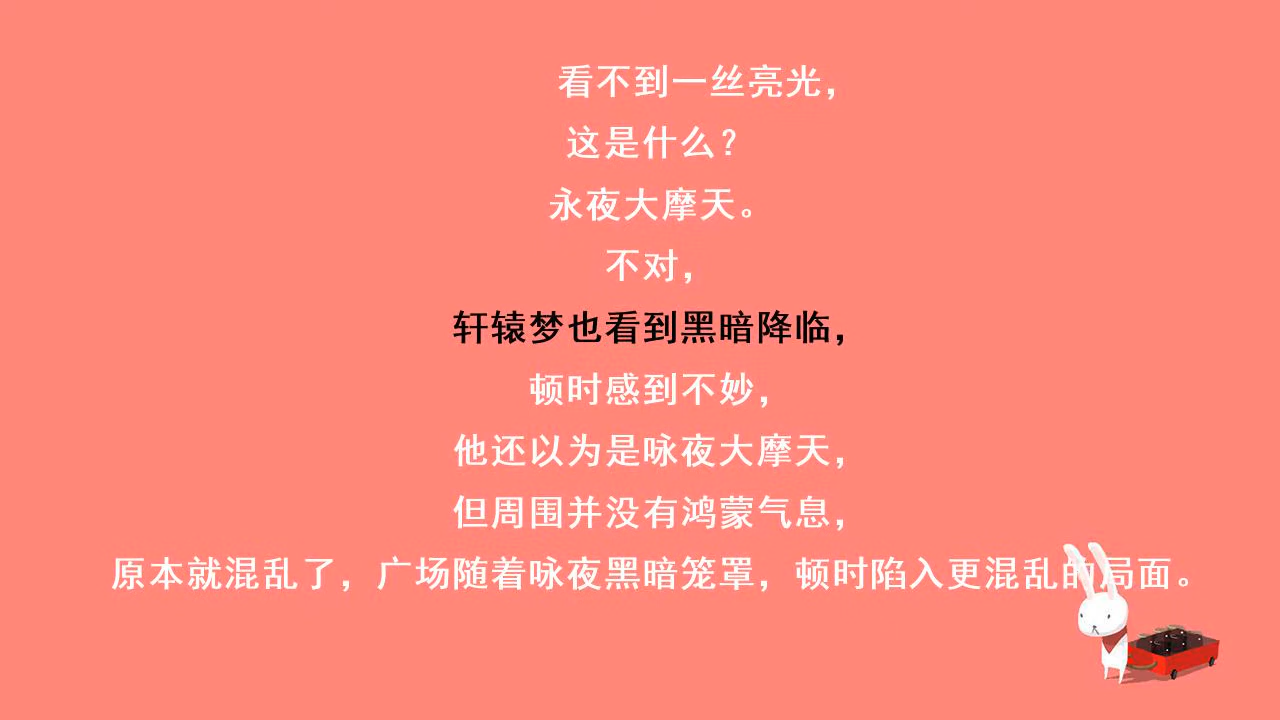 看不到一丝亮光，
这是什么？
永夜大摩天。
不对，
轩辕梦也看到黑暗降临，
顿时感到不妙，
他还以为是咏夜大摩天，
但周围并没有鸿蒙气息，
原本就混乱了，广场随着咏夜黑暗笼罩，顿时陷入更混乱的局面。